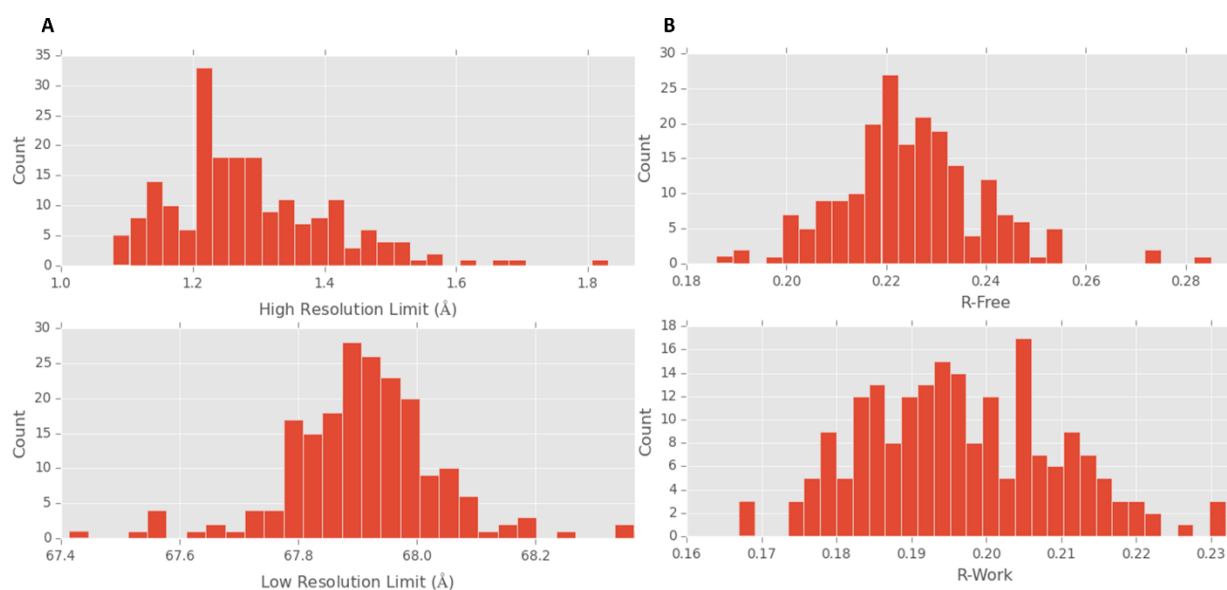 A
35
30
25
20
15
10
5
0
Count
1.0 1.2 1.4 1.6 1.8
High Resolution Limit (Å)
30
25
20
15
10
5
0
Count
67.4 67.6 67.8 68.0 68.2
Low Resolution Limit (Å)
B
30
25
20
15
10
5
0
Count
0.18 0.20 0.22 0.24 0.26 0.28
R-Free
18
16
14
12
10
8
6
4
2
0
Count
0.16 0.17 0.18 0.19 0.20 0.21 0.22 0.23
R-Work